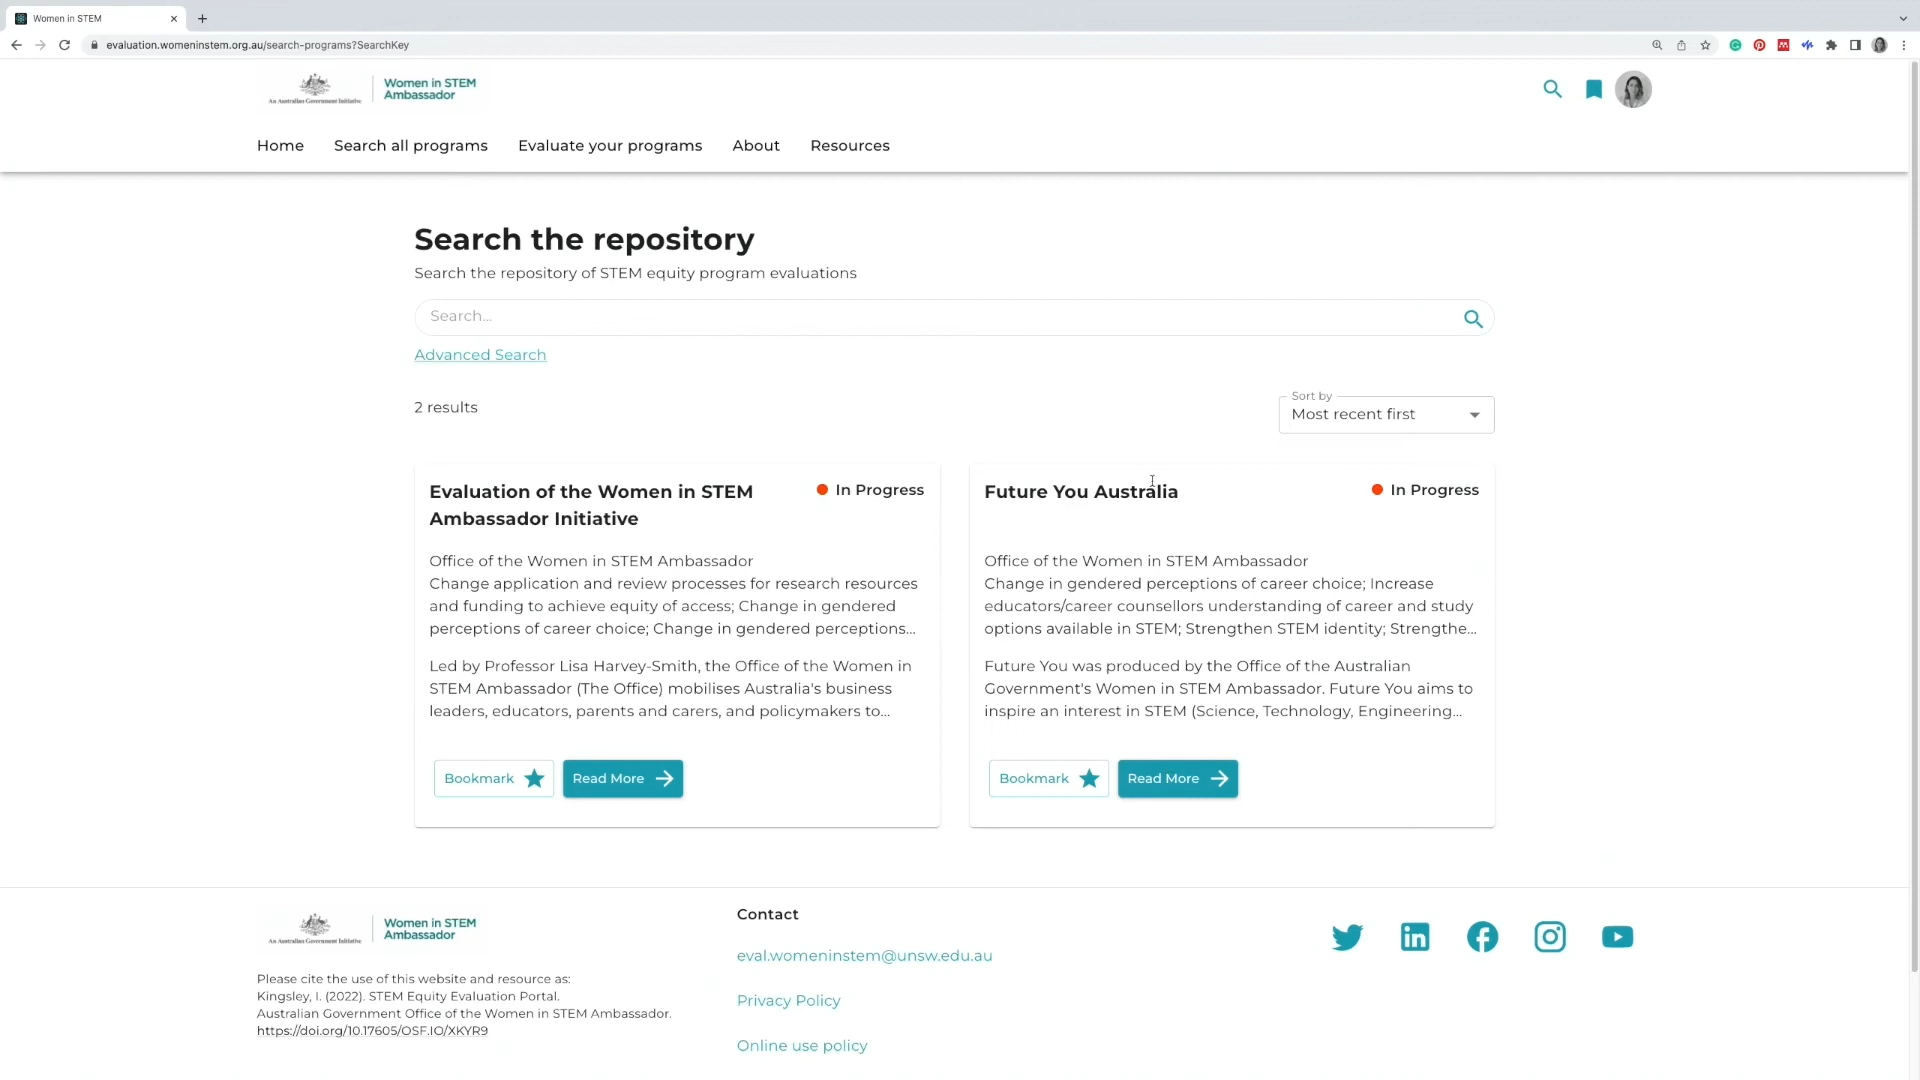 Women in STEM
evaluation.womeninstem.org.au/search-programs?SearchKey
An Australian Government Initiative
Women in STEM
Ambassador
Home Search all programs Evaluate your programs About Resources
Search the repository
Search the repository of STEM equity program evaluations
Search...
Advanced Search
2 results
Sort by
Most recent first
Evaluation of the Women in STEM
Ambassador Initiative
In Progress
Office of the Women in STEM Ambassador
Change application and review processes for research resources
and funding to achieve equity of access; Change in gendered
perceptions of career choice; Change in gendered perceptions...
Led by Professor Lisa Harvey-Smith, the Office of the Women in
STEM Ambassador (The Office) mobilises Australia's business
leaders, educators, parents and carers, and policymakers to...
Bookmark Read More
Future You Australia
In Progress
Office of the Women in STEM Ambassador
Change in gendered perceptions of career choice; Increase
educators/career counsellors understanding of career and study
options available in STEM; Strengthen STEM identity; Strengthe...
Future You was produced by the Office of the Australian
Government's Women in STEM Ambassador. Future You aims to
inspire an interest in STEM (Science, Technology, Engineering...
Bookmark Read More
An Australian Government Initiative
Women in STEM
Ambassador
Please cite the use of this website and resource as:
Kingsley, I. (2022). STEM Equity Evaluation Portal.
Australian Government Office of the Women in STEM Ambassador.
https://doi.org/10.17605/OSF.IO/XKYR9
Contact
eval.womeninstem@unsw.edu.au
Privacy Policy
Online use policy